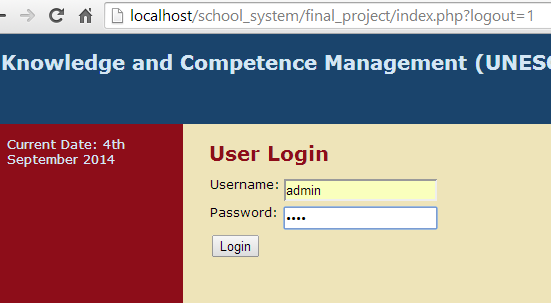 localhost/school_system/final_project/index.php?logout=1
Knowledge and Competence Management (UNESC
Current Date: 4th
September 2014
User Login
Username: admin
Password: ••••
Login